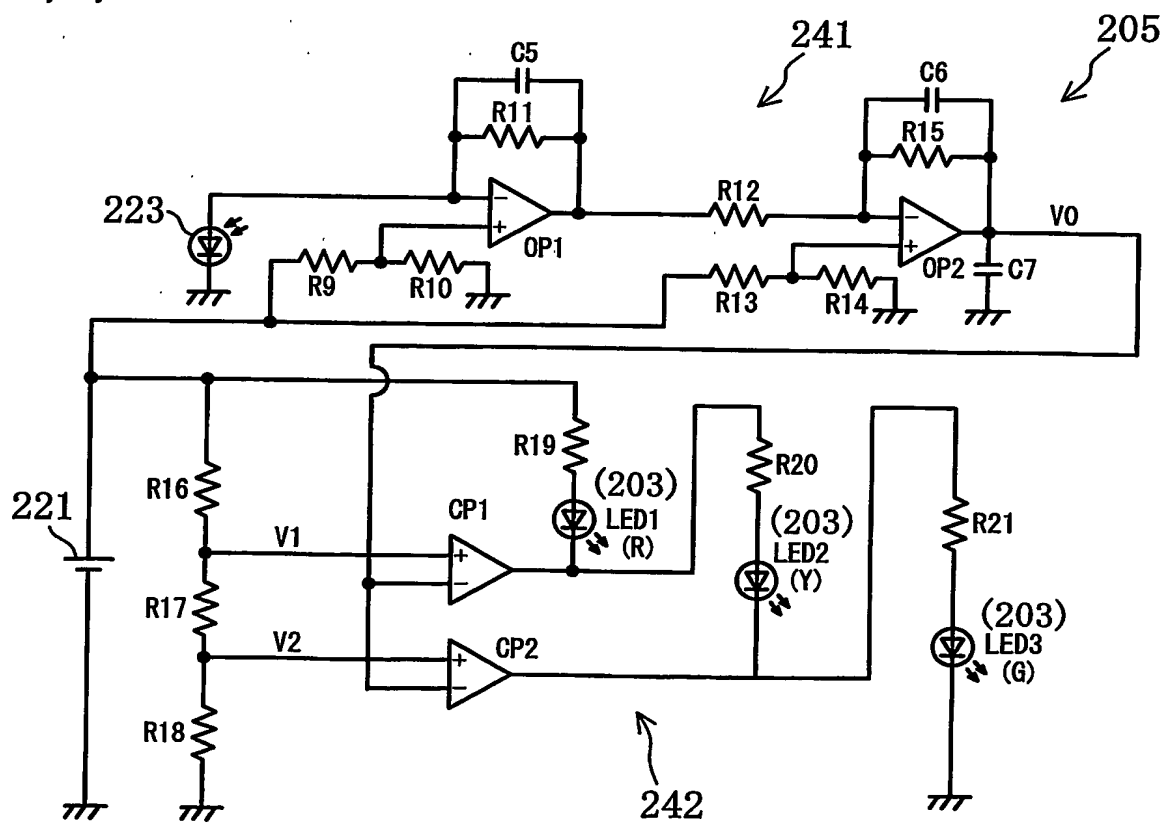 241
205
C5
C6
R11
R15
R12
223
OP1
OP2
VO
C7
R9
R10
R13
R14
R19
R20
R16
(203)
LED1
(R)
(203)
LED2
(Y)
R21
221
CP1
V1
R17
(203)
LED3
(G)
V2
CP2
R18
242